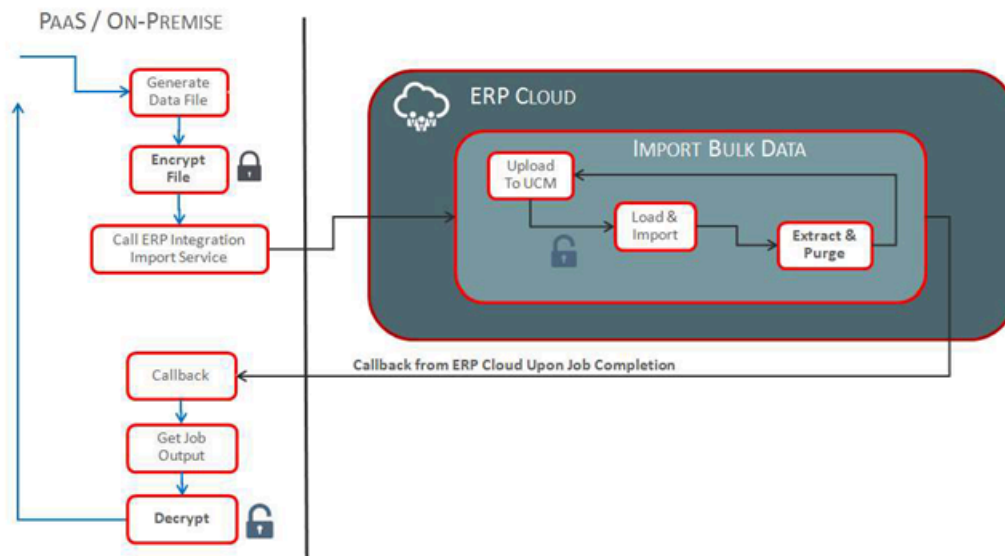 PaaS / On-Premise
Generate
Data File
Encrypt
File
Call ERP Integration
Import Service
ERP Cloud
Import Bulk Data
Upload
To UCM
Load &
Import
Extract &
Purge
Callback from ERP Cloud Upon Job Completion
Callback
Get Job
Output
Decrypt